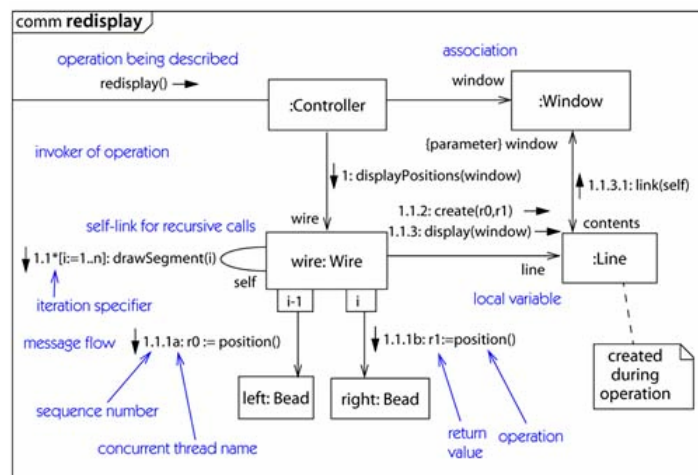 comm redisplay
operation being described
association
redisplay()
window
:Controller
:Window
invoker of operation
{parameter} window
1: displayPositions(window)
1.1.3.1: link(self)
self-link for recursive calls
wire
1.1.2: create(r0,r1)
1.1.3: display(window)
contents
1.1*[i:=1..n]: drawSegment(i)
wire: Wire
:Line
self
line
iteration specifier
i-1
i
local variable
message flow
1.1.1a: r0 := position()
1.1.1b: r1:=position()
created
during
operation
left: Bead
right: Bead
sequence number
return
value
operation
concurrent thread name